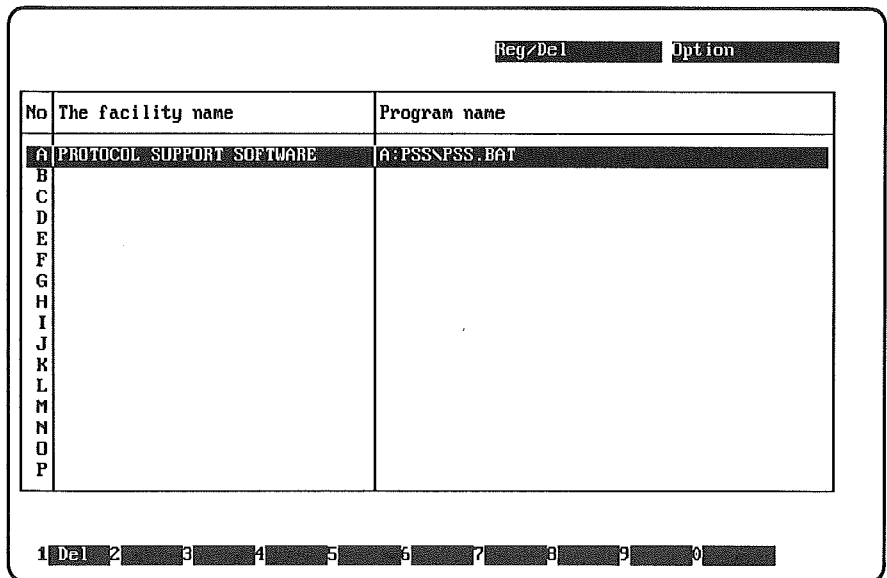 Reg/Del Option
No The facility name Program name
A PROTOCOL SUPPORT SOFTWARE A:PSS\PSS.BAT
B
C
D
E
F
G
H
I
J
K
L
M
N
O
P
1 Del 2 3 4 5 6 7 8 9 0